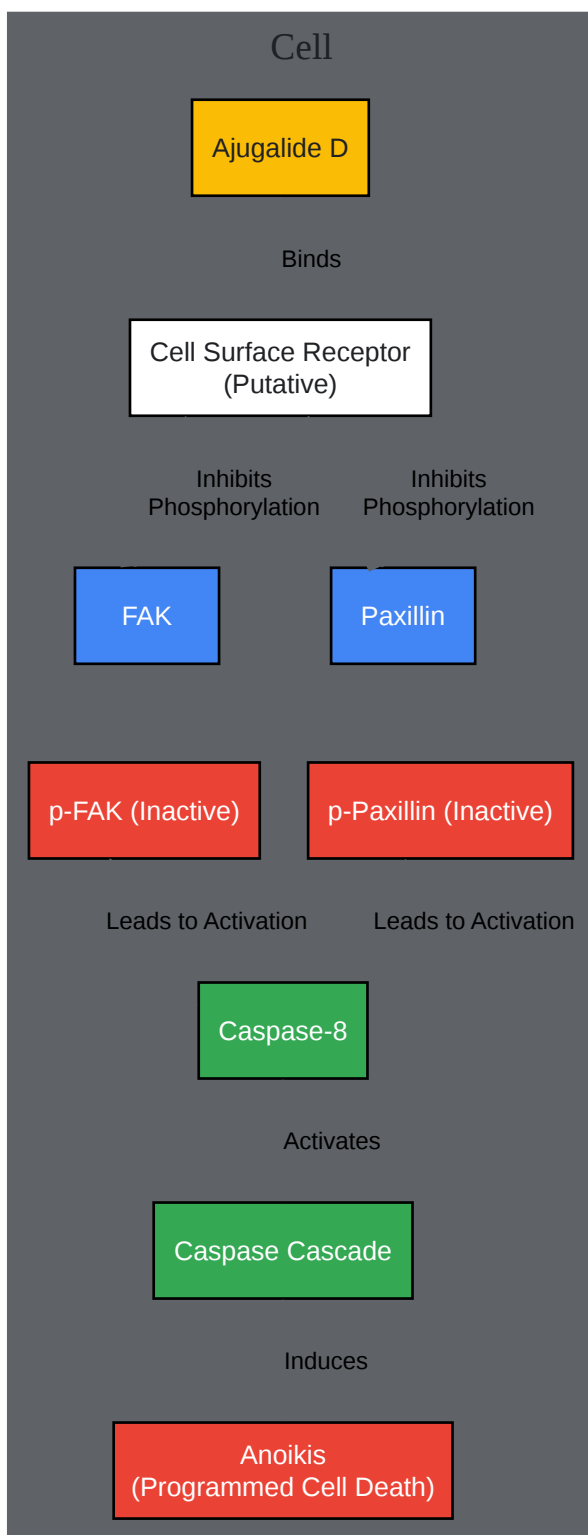 Cell
Ajugalide D
Binds
Cell Surface Receptor
(Putative)
Inhibits
Phosphorylation
Inhibits
Phosphorylation
FAK
Paxillin
p-FAK (Inactive)
p-Paxillin (Inactive)
Leads to Activation
Leads to Activation
Caspase-8
Activates
Caspase Cascade
Induces
Anoikis
(Programmed Cell Death)